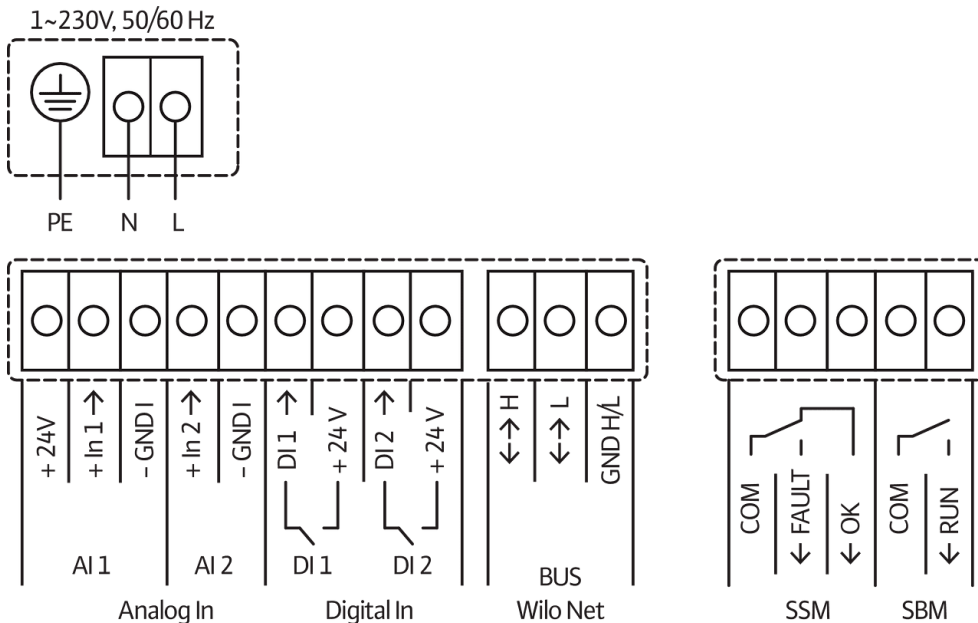 1~230V, 50/60 Hz
PE N L
+ 24V
+ In 1 →
– GND I
+ In 2 →
– GND I
DI 1 →
+ 24 V
DI 2 →
+ 24 V
<--> H
<--> L
GND H/L
COM
← FAULT
← OK
COM
← RUN
AI 1 AI 2 DI 1 DI 2 BUS
Analog In Digital In Wilo Net SSM SBM